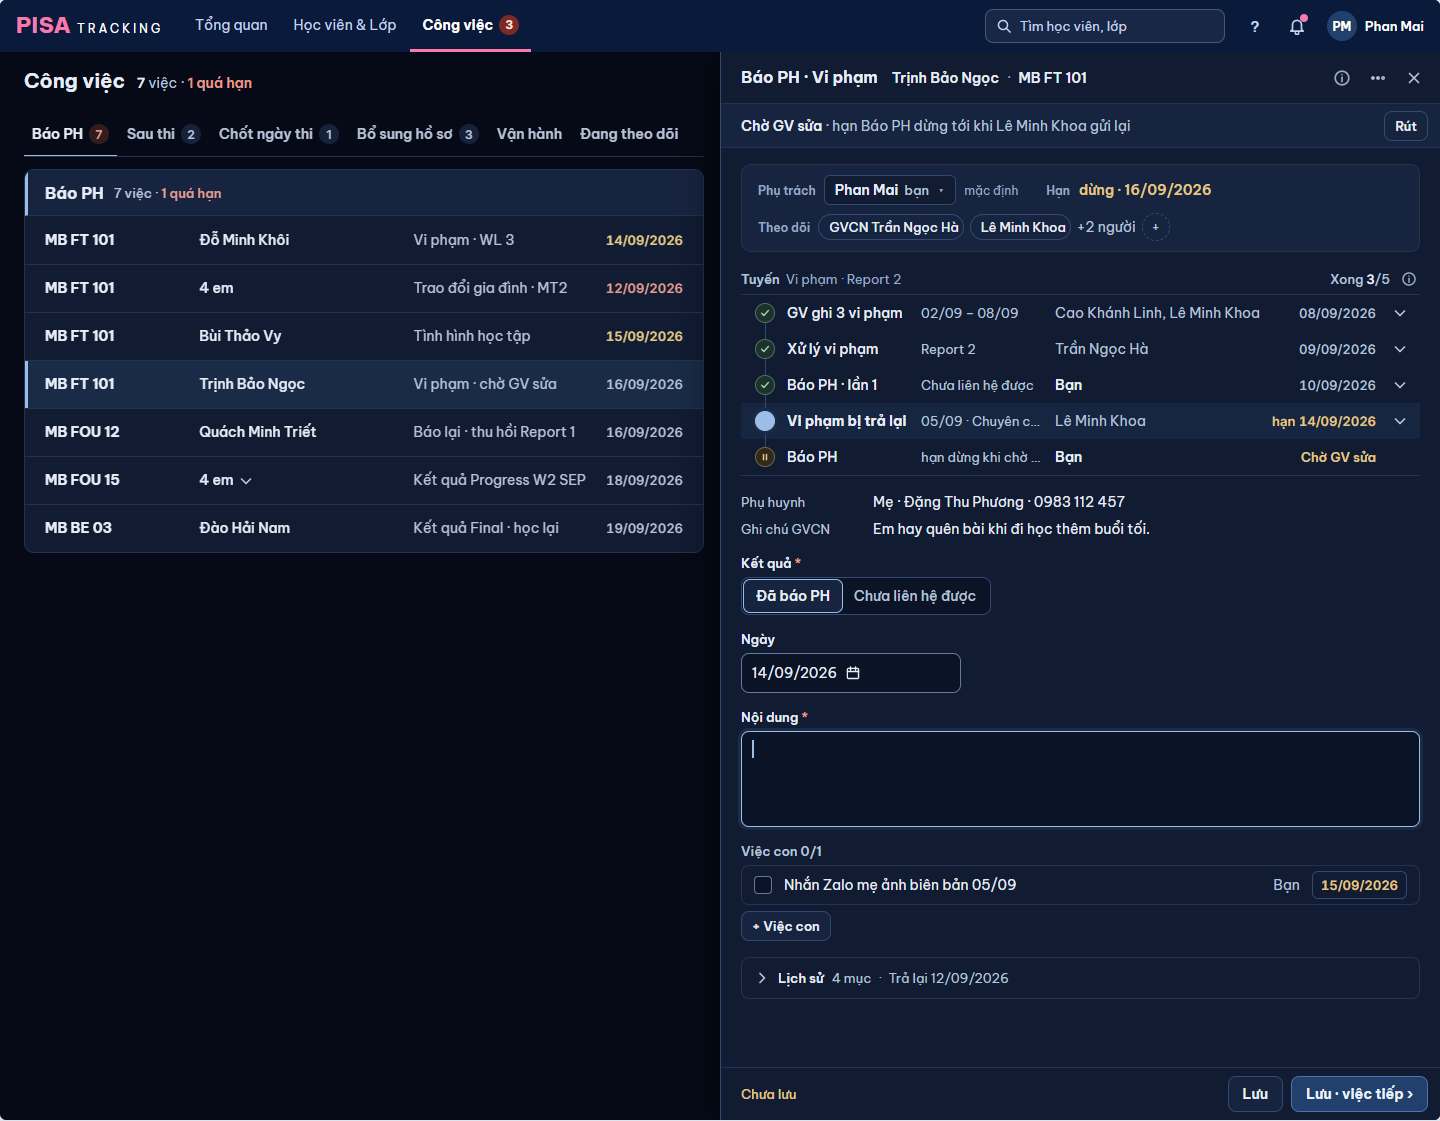 PISA TRACKING Tổng quan Học viên & Lớp Công việc 3 Tìm học viên, lớp ? PM Phan Mai
Công việc 7 việc · 1 quá hạn
Báo PH 7 Sau thi 2 Chốt ngày thi 1 Bổ sung hồ sơ 3 Vận hành Đang theo dõi
Báo PH 7 việc · 1 quá hạn
MB FT 101 Đỗ Minh Khôi Vi phạm · WL 3 14/09/2026
MB FT 101 4 em Trao đổi gia đình · MT2 12/09/2026
MB FT 101 Bùi Thảo Vy Tình hình học tập 15/09/2026
MB FT 101 Trịnh Bảo Ngọc Vi phạm · chờ GV sửa 16/09/2026
MB FOU 12 Quách Minh Triết Báo lại · thu hồi Report 1 16/09/2026
MB FOU 15 4 em Kết quả Progress W2 SEP 18/09/2026
MB BE 03 Đào Hải Nam Kết quả Final · học lại 19/09/2026
Báo PH · Vi phạm Trịnh Bảo Ngọc · MB FT 101
Chờ GV sửa · hạn Báo PH dừng tới khi Lê Minh Khoa gửi lại Rút
Phụ trách Phan Mai bạn mặc định Hạn dừng · 16/09/2026
Theo dõi GVCN Trần Ngọc Hà Lê Minh Khoa +2 người +
Tuyến Vi phạm · Report 2 Xong 3/5
GV ghi 3 vi phạm 02/09 – 08/09 Cao Khánh Linh, Lê Minh Khoa 08/09/2026
Xử lý vi phạm Report 2 Trần Ngọc Hà 09/09/2026
Báo PH · lần 1 Chưa liên hệ được Bạn 10/09/2026
Vi phạm bị trả lại 05/09 · Chuyên c... Lê Minh Khoa hạn 14/09/2026
Báo PH hạn dừng khi chờ ... Bạn Chờ GV sửa
Phụ huynh Mẹ · Đặng Thu Phương · 0983 112 457
Ghi chú GVCN Em hay quên bài khi đi học thêm buổi tối.
Kết quả *
Đã báo PH Chưa liên hệ được
Ngày
14/09/2026
Nội dung *
Việc con 0/1
Nhắn Zalo mẹ ảnh biên bản 05/09 Bạn 15/09/2026
+ Việc con
Lịch sử 4 mục · Trả lại 12/09/2026
Chưa lưu Lưu Lưu · việc tiếp ›